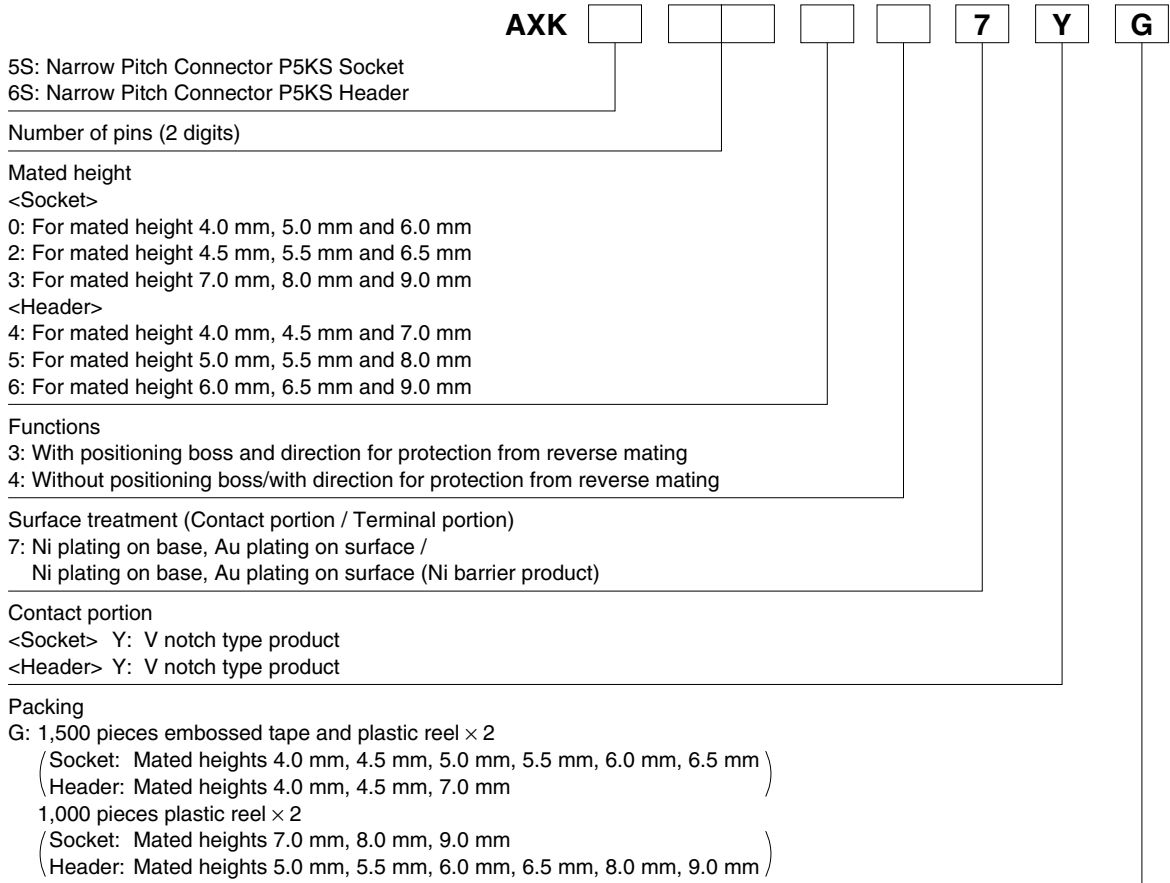 AXK 7 Y G
5S: Narrow Pitch Connector P5KS Socket
6S: Narrow Pitch Connector P5KS Header
Number of pins (2 digits)
Mated height
<Socket>
0: For mated height 4.0 mm, 5.0 mm and 6.0 mm
2: For mated height 4.5 mm, 5.5 mm and 6.5 mm
3: For mated height 7.0 mm, 8.0 mm and 9.0 mm
<Header>
4: For mated height 4.0 mm, 4.5 mm and 7.0 mm
5: For mated height 5.0 mm, 5.5 mm and 8.0 mm
6: For mated height 6.0 mm, 6.5 mm and 9.0 mm
Functions
3: With positioning boss and direction for protection from reverse mating
4: Without positioning boss/with direction for protection from reverse mating
Surface treatment (Contact portion / Terminal portion)
7: Ni plating on base, Au plating on surface /
Ni plating on base, Au plating on surface (Ni barrier product)
Contact portion
<Socket> Y: V notch type product
<Header> Y: V notch type product
Packing
G: 1,500 pieces embossed tape and plastic reel × 2
(Socket: Mated heights 4.0 mm, 4.5 mm, 5.0 mm, 5.5 mm, 6.0 mm, 6.5 mm
Header: Mated heights 4.0 mm, 4.5 mm, 7.0 mm)
1,000 pieces plastic reel × 2
(Socket: Mated heights 7.0 mm, 8.0 mm, 9.0 mm
Header: Mated heights 5.0 mm, 5.5 mm, 6.0 mm, 6.5 mm, 8.0 mm, 9.0 mm)